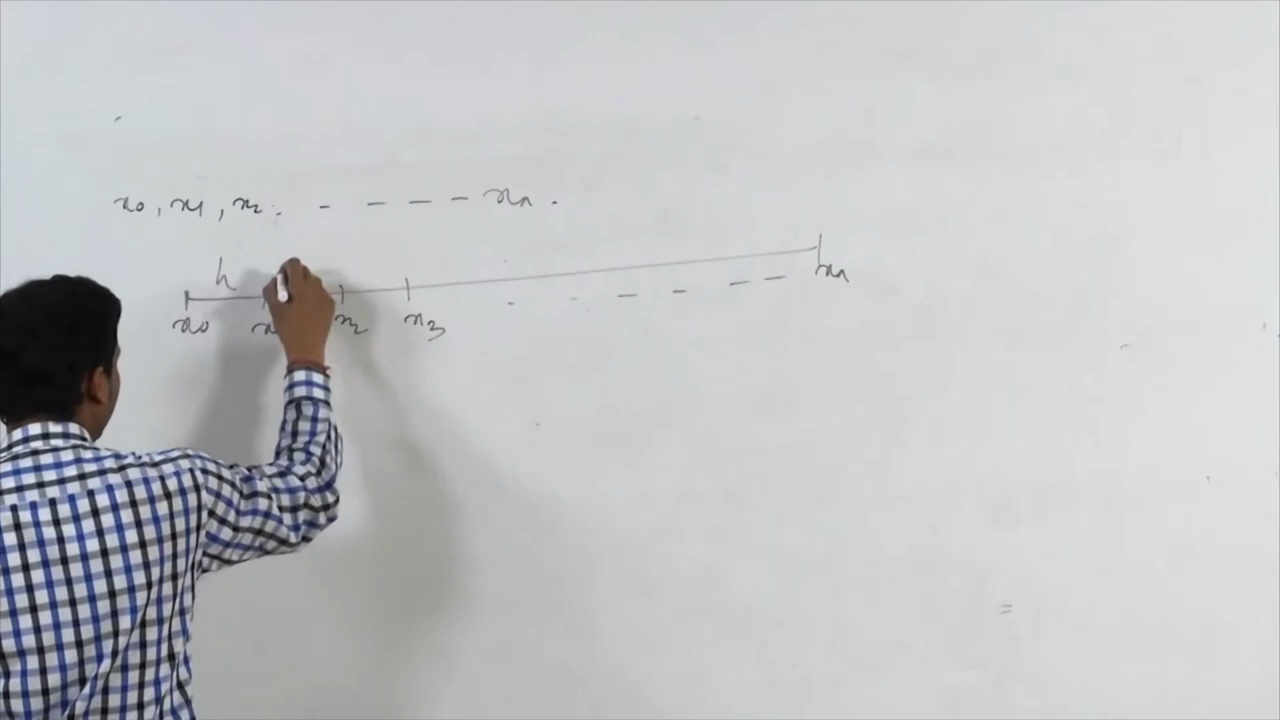 x0, x1, x2. - - - - xn.
h
x0 x2 x3 - - - - xn